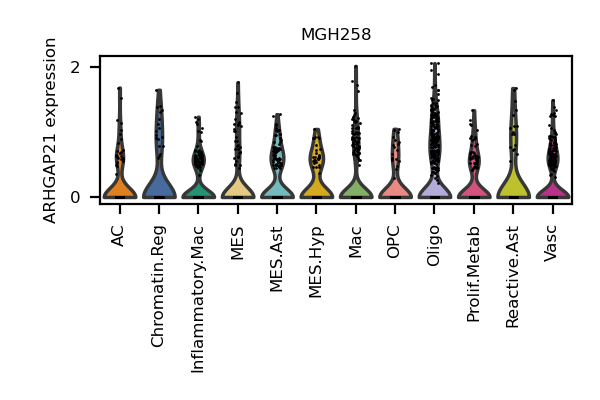 MGH258
ARHGAP21 expression
2
0
AC
Chromatin.Reg
Inflammatory.Mac
MES
MES.Ast
MES.Hyp
Mac
OPC
Oligo
Prolif.Metab
Reactive.Ast
Vasc